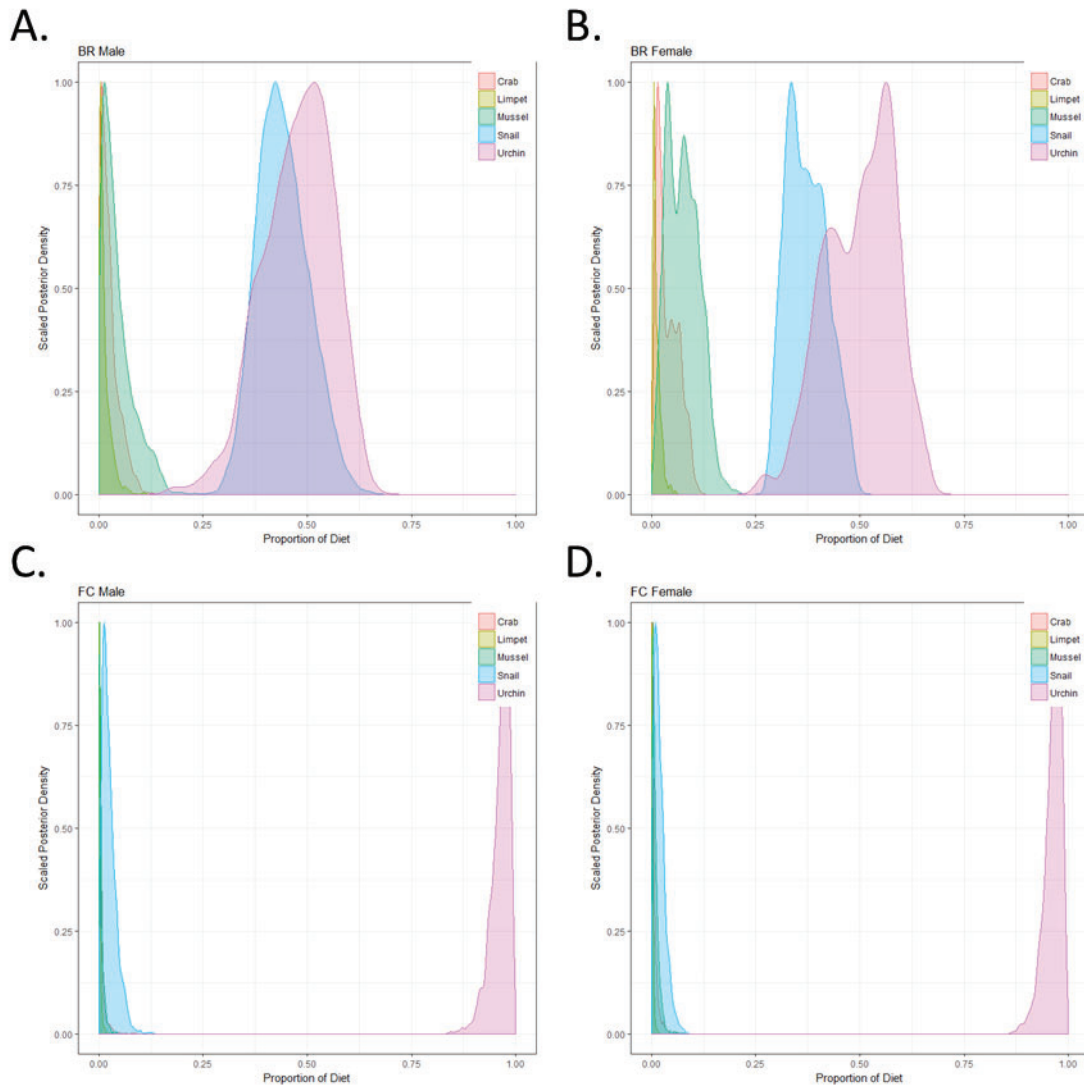 A.
BR Male
Crab
Limpet
Mussel
Snail
Urchin
1.00
0.75
0.50
0.25
0.00
Scaled Posterior Density
0.00 0.25 0.50 0.75 1.00
Proportion of Diet
B.
BR Female
Crab
Limpet
Mussel
Snail
Urchin
1.00
0.75
0.50
0.25
0.00
Scaled Posterior Density
0.00 0.25 0.50 0.75 1.00
Proportion of Diet
C.
FC Male
Crab
Limpet
Mussel
Snail
Urchin
1.00
0.75
0.50
0.25
0.00
Scaled Posterior Density
0.00 0.25 0.50 0.75 1.00
Proportion of Diet
D.
FC Female
Crab
Limpet
Mussel
Snail
Urchin
1.00
0.75
0.50
0.25
0.00
Scaled Posterior Density
0.00 0.25 0.50 0.75 1.00
Proportion of Diet